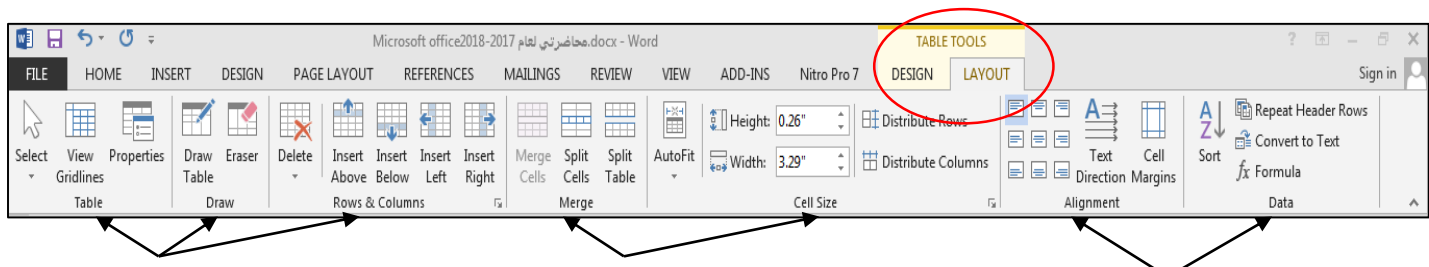 Microsoft office2018-2017 محاضرتي لعام.docx - Word
TABLE TOOLS
?
FILE HOME INSERT DESIGN PAGE LAYOUT REFERENCES MAILINGS REVIEW VIEW ADD-INS Nitro Pro 7 DESIGN LAYOUT Sign in
Select
View Gridlines
Properties
Table
Draw Table
Eraser
Draw
Delete
Insert Above
Insert Below
Insert Left
Insert Right
Rows & Columns
Merge Cells
Split Cells
Split Table
Merge
AutoFit
Height: 0.26"
Width: 3.29"
Distribute Rows
Distribute Columns
Cell Size
Text Direction
Cell Margins
Alignment
Sort
Repeat Header Rows
Convert to Text
fx Formula
Data